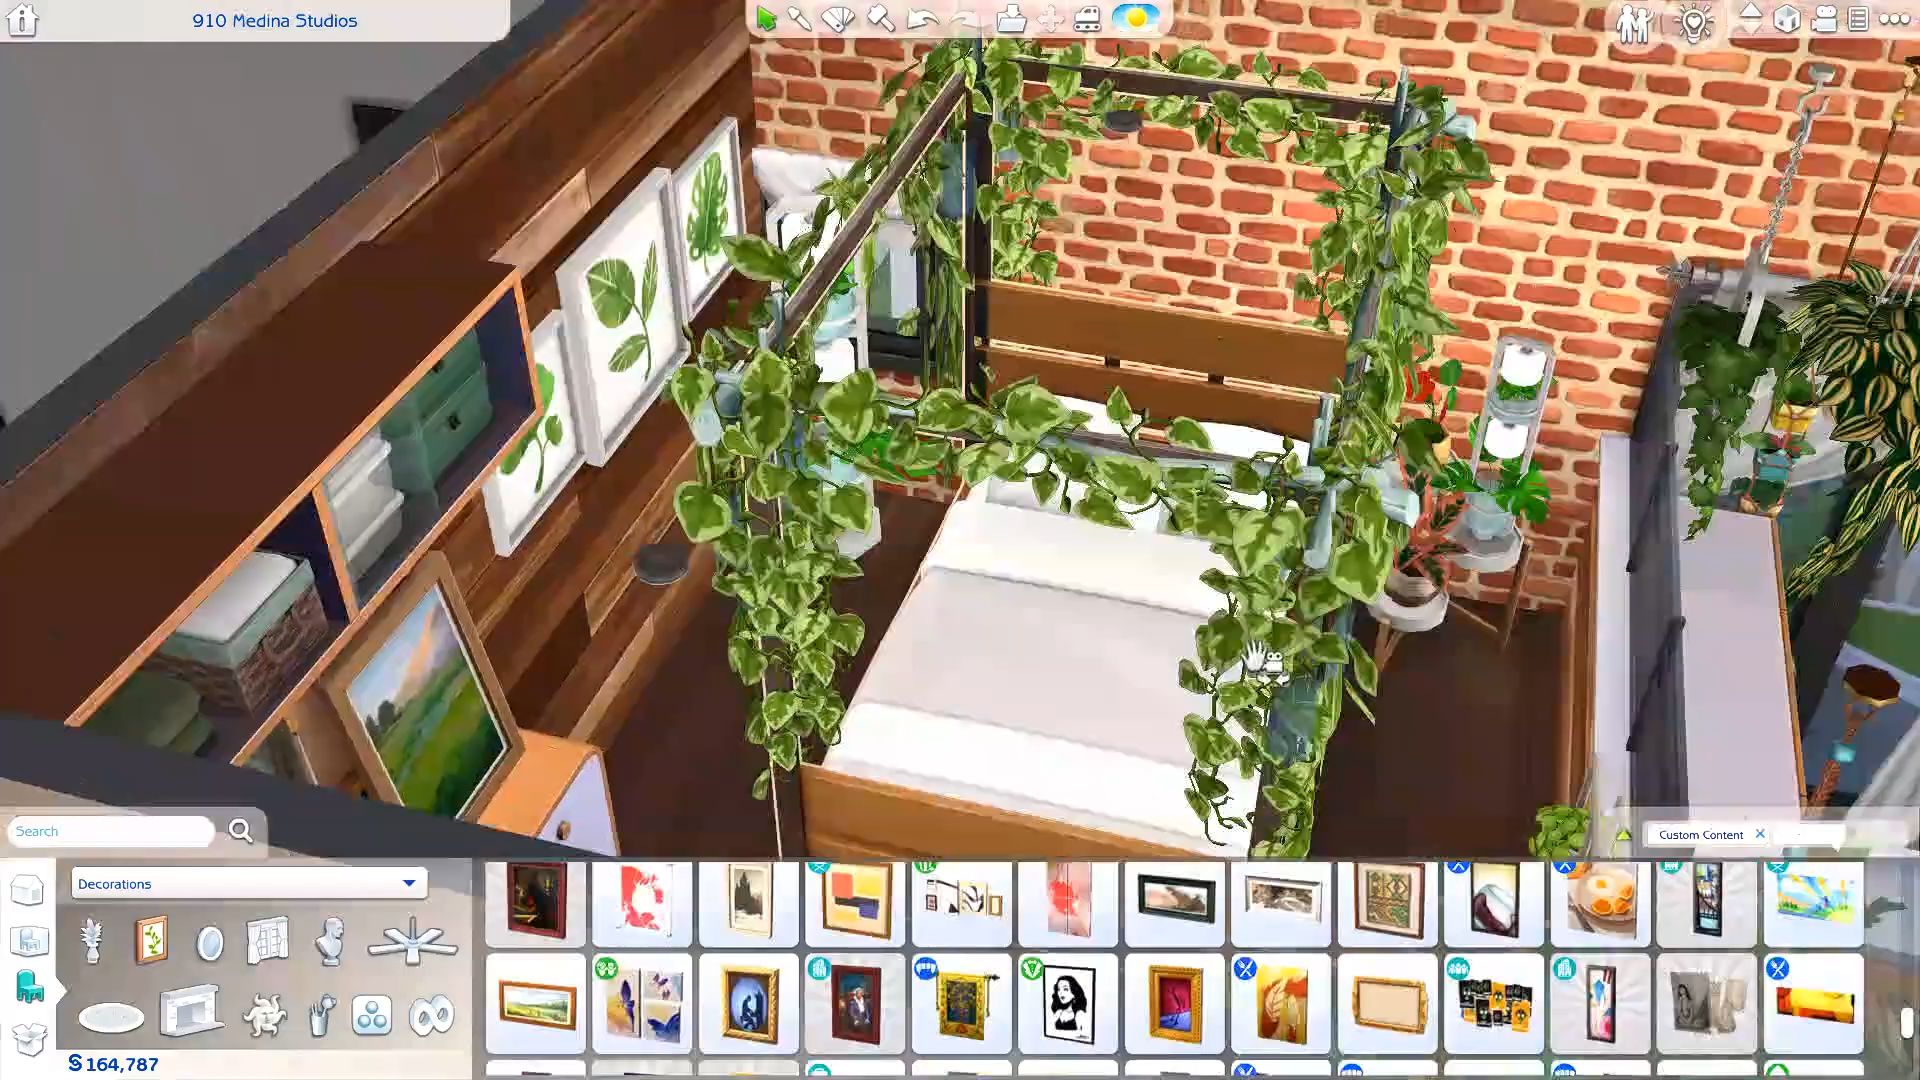 910 Medina Studios
Search
Custom Content
Decorations
§164,787